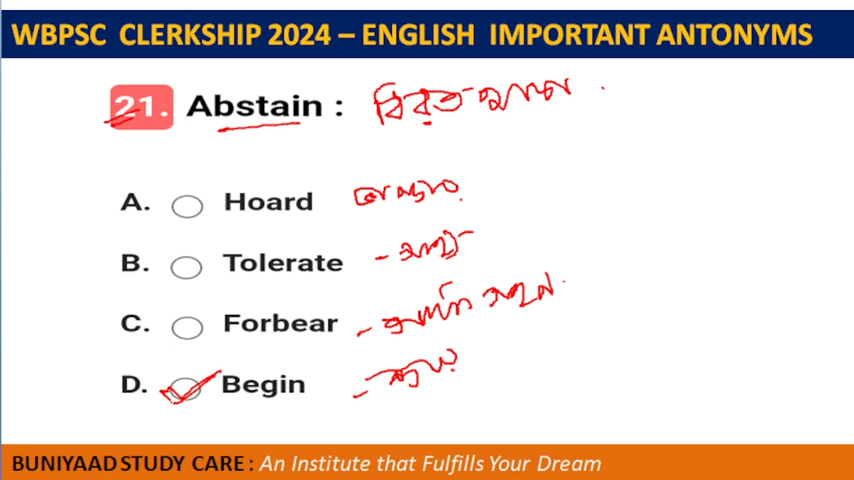 WBPSC CLERKSHIP 2024 – ENGLISH IMPORTANT ANTONYMS
21. Abstain : বিরত
A. Hoard
B. Tolerate
C. Forbear
D. Begin
BUNIYAAD STUDY CARE : An Institute that Fulfills Your Dream